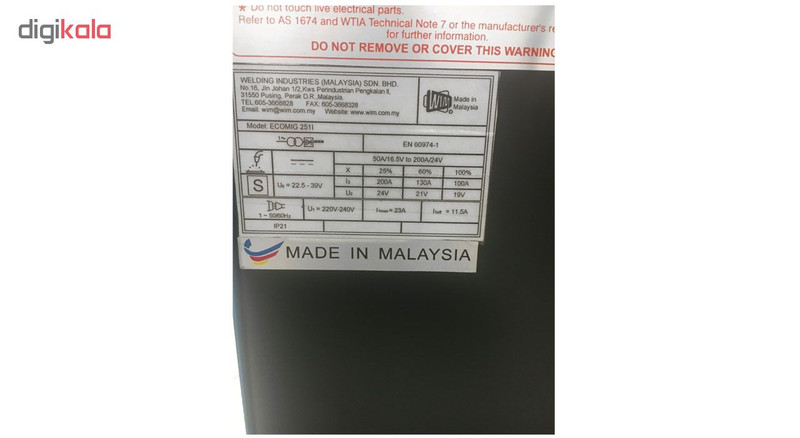 digikala
* Do not touch live electrical parts.
Refer to AS 1674 and WTIA Technical Note 7 or the manufacturer's
for further information.
DO NOT REMOVE OR COVER THIS WARNING
WELDING INDUSTRIES (MALAYSIA) SDN. BHD.
No.16, Jln Johan 1/2,Kws Perindustrian Pengkalan II,
31550 Pusing, Perak D.R.,Malaysia.
TEL:605-3668828 FAX: 605-3668328
Email: wim@wim.com.my Website: www.wim.com.my
WIA
Made in
Malaysia
Model: ECOMIG 251I
1~
EN 60974-1
50A/16.5V to 200A/24V
X 25% 60% 100%
S U₀ = 22.5 - 39V I₂ 200A 130A 100A
U₂ 24V 21V 19V
1 ~ 50/60Hz U₁ = 220V-240V I₁max = 23A I₁eff = 11.5A
IP21
MADE IN MALAYSIA